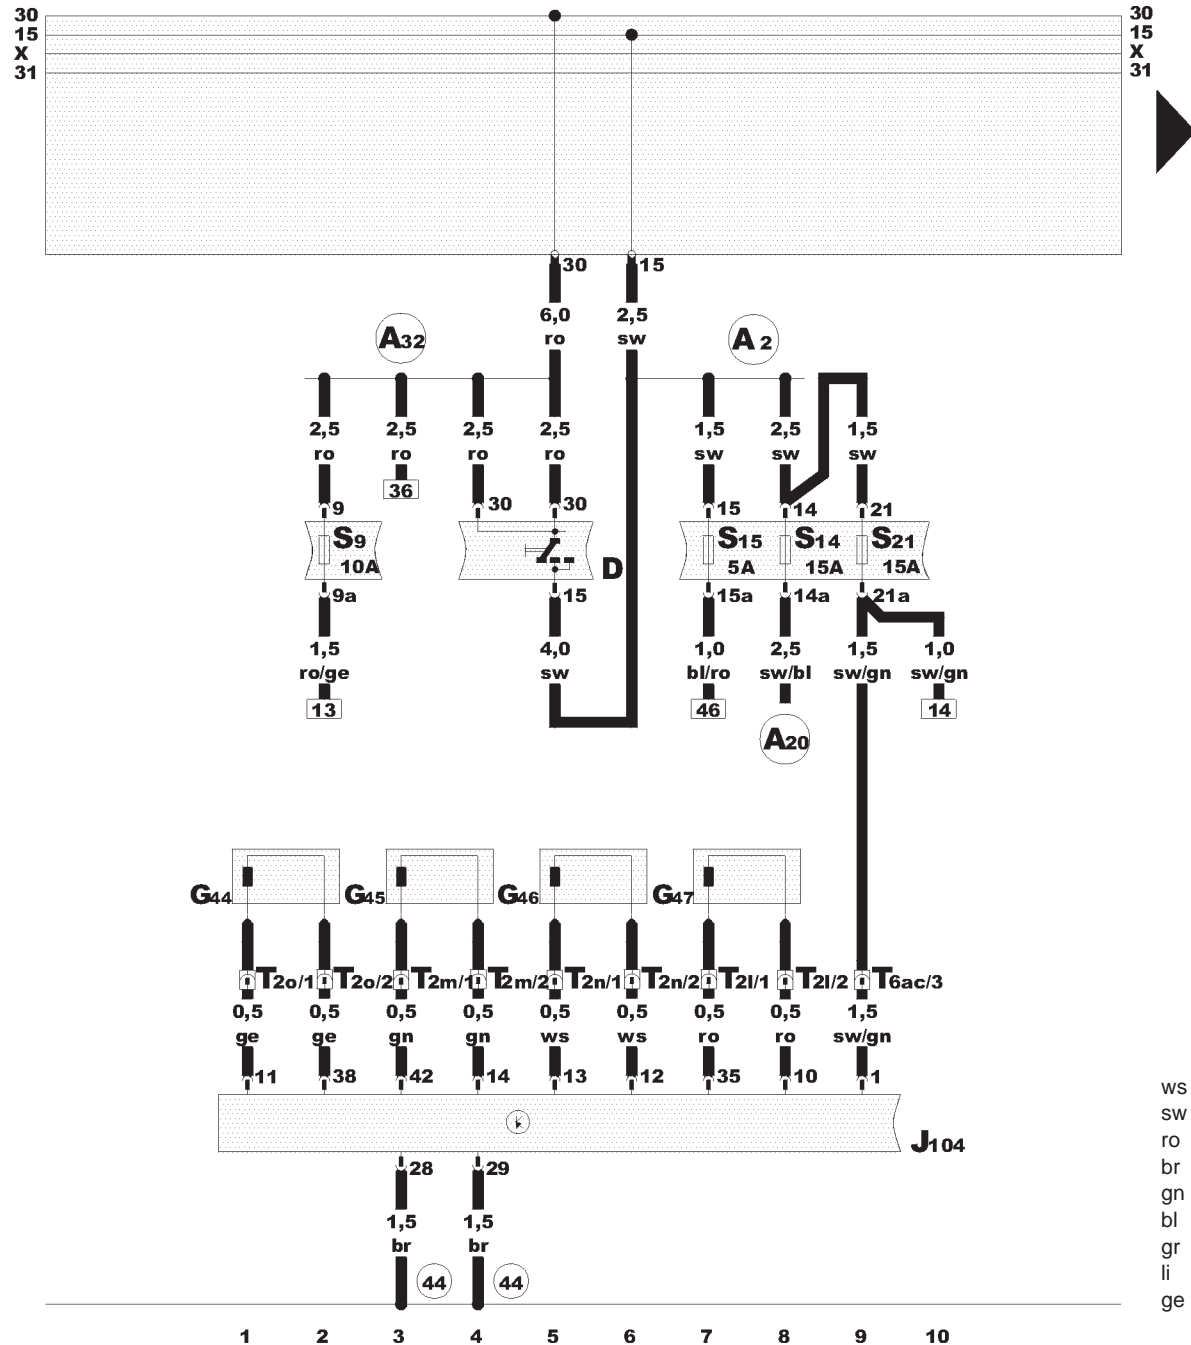 30 30
15 15
X X
31 31
30 15
6,0 2,5
ro sw
A32 A 2
2,5 2,5 2,5 2,5 1,5 2,5 1,5
ro ro ro ro sw sw sw
36
9 30 30 15 14 21
S9 S15 S14 S21
10A D 5A 15A 15A
9a 15 15a 14a 21a
1,5 4,0 1,0 2,5 1,5 1,0
ro/ge sw bl/ro sw/bl sw/gn sw/gn
13 46 14
A20
G44 G45 G46 G47
T2o/1 T2o/2 T2m/1 T2m/2 T2n/1 T2n/2 T2l/1 T2l/2 T6ac/3
0,5 0,5 0,5 0,5 0,5 0,5 0,5 0,5 1,5
ge ge gn gn ws ws ro ro sw/gn
11 38 42 14 13 12 35 10 1
J104
28 29
1,5 1,5
br br
44 44
1 2 3 4 5 6 7 8 9 10
ws
sw
ro
br
gn
bl
gr
li
ge